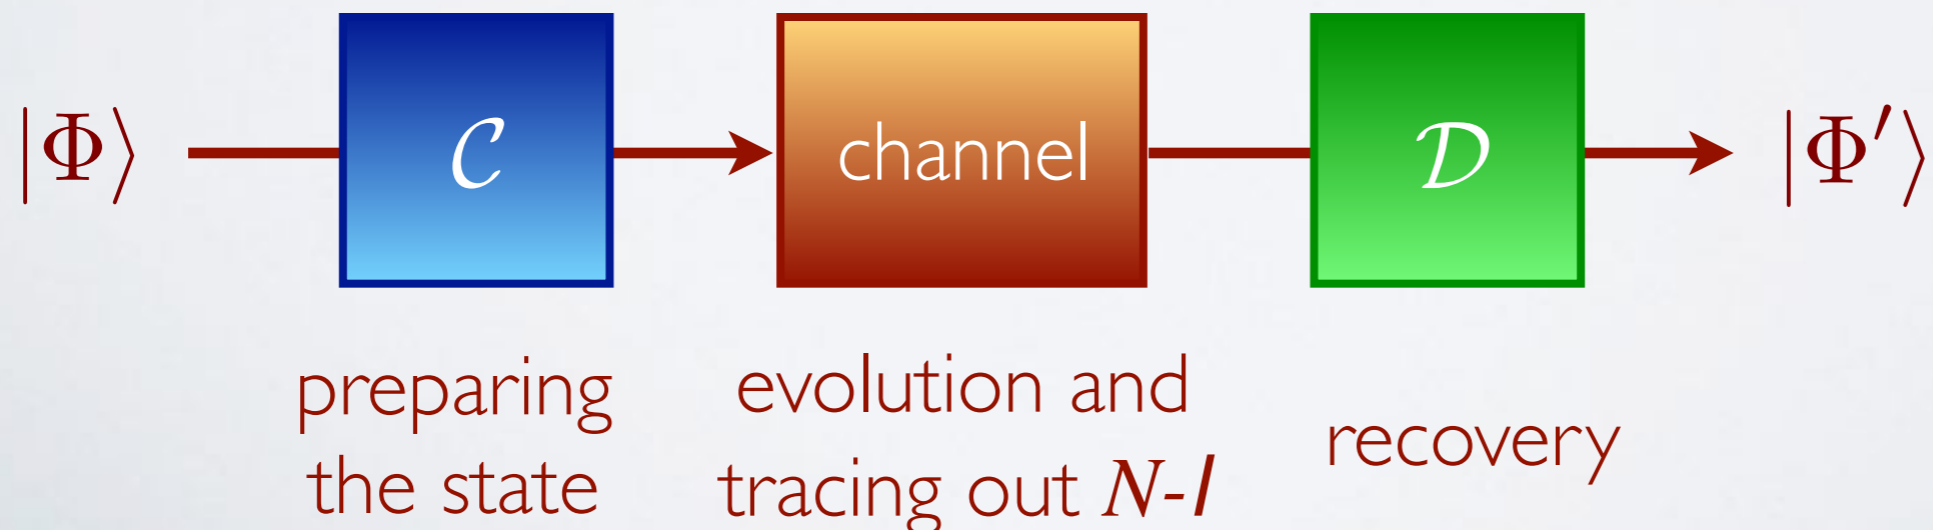 |Φ⟩
𝒞
channel
𝒟
|Φ′⟩
preparing
the state
evolution and
tracing out N-l
recovery